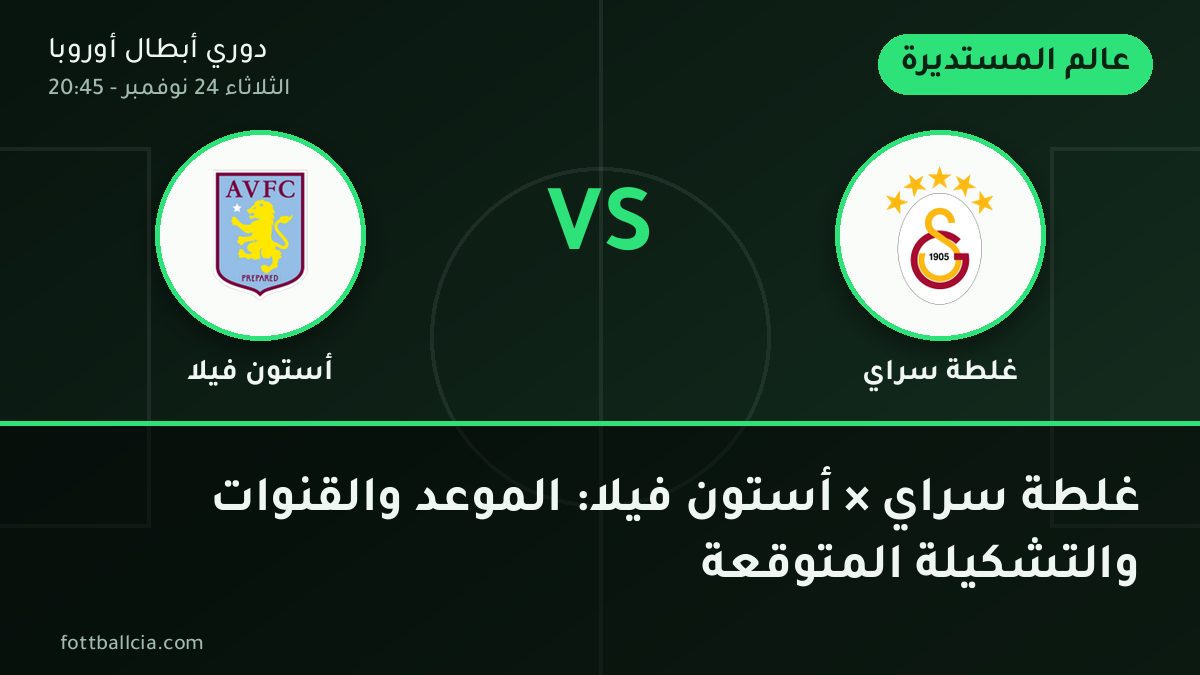 عالم المستديرة
دوري أبطال أوروبا
الثلاثاء 24 نوفمبر - 20:45
AVFC
PREPARED
VS
1905
غلطة سراي
أستون فيلا
غلطة سراي × أستون فيلا: الموعد والقنوات
والتشكيلة المتوقعة
fottballcia.com